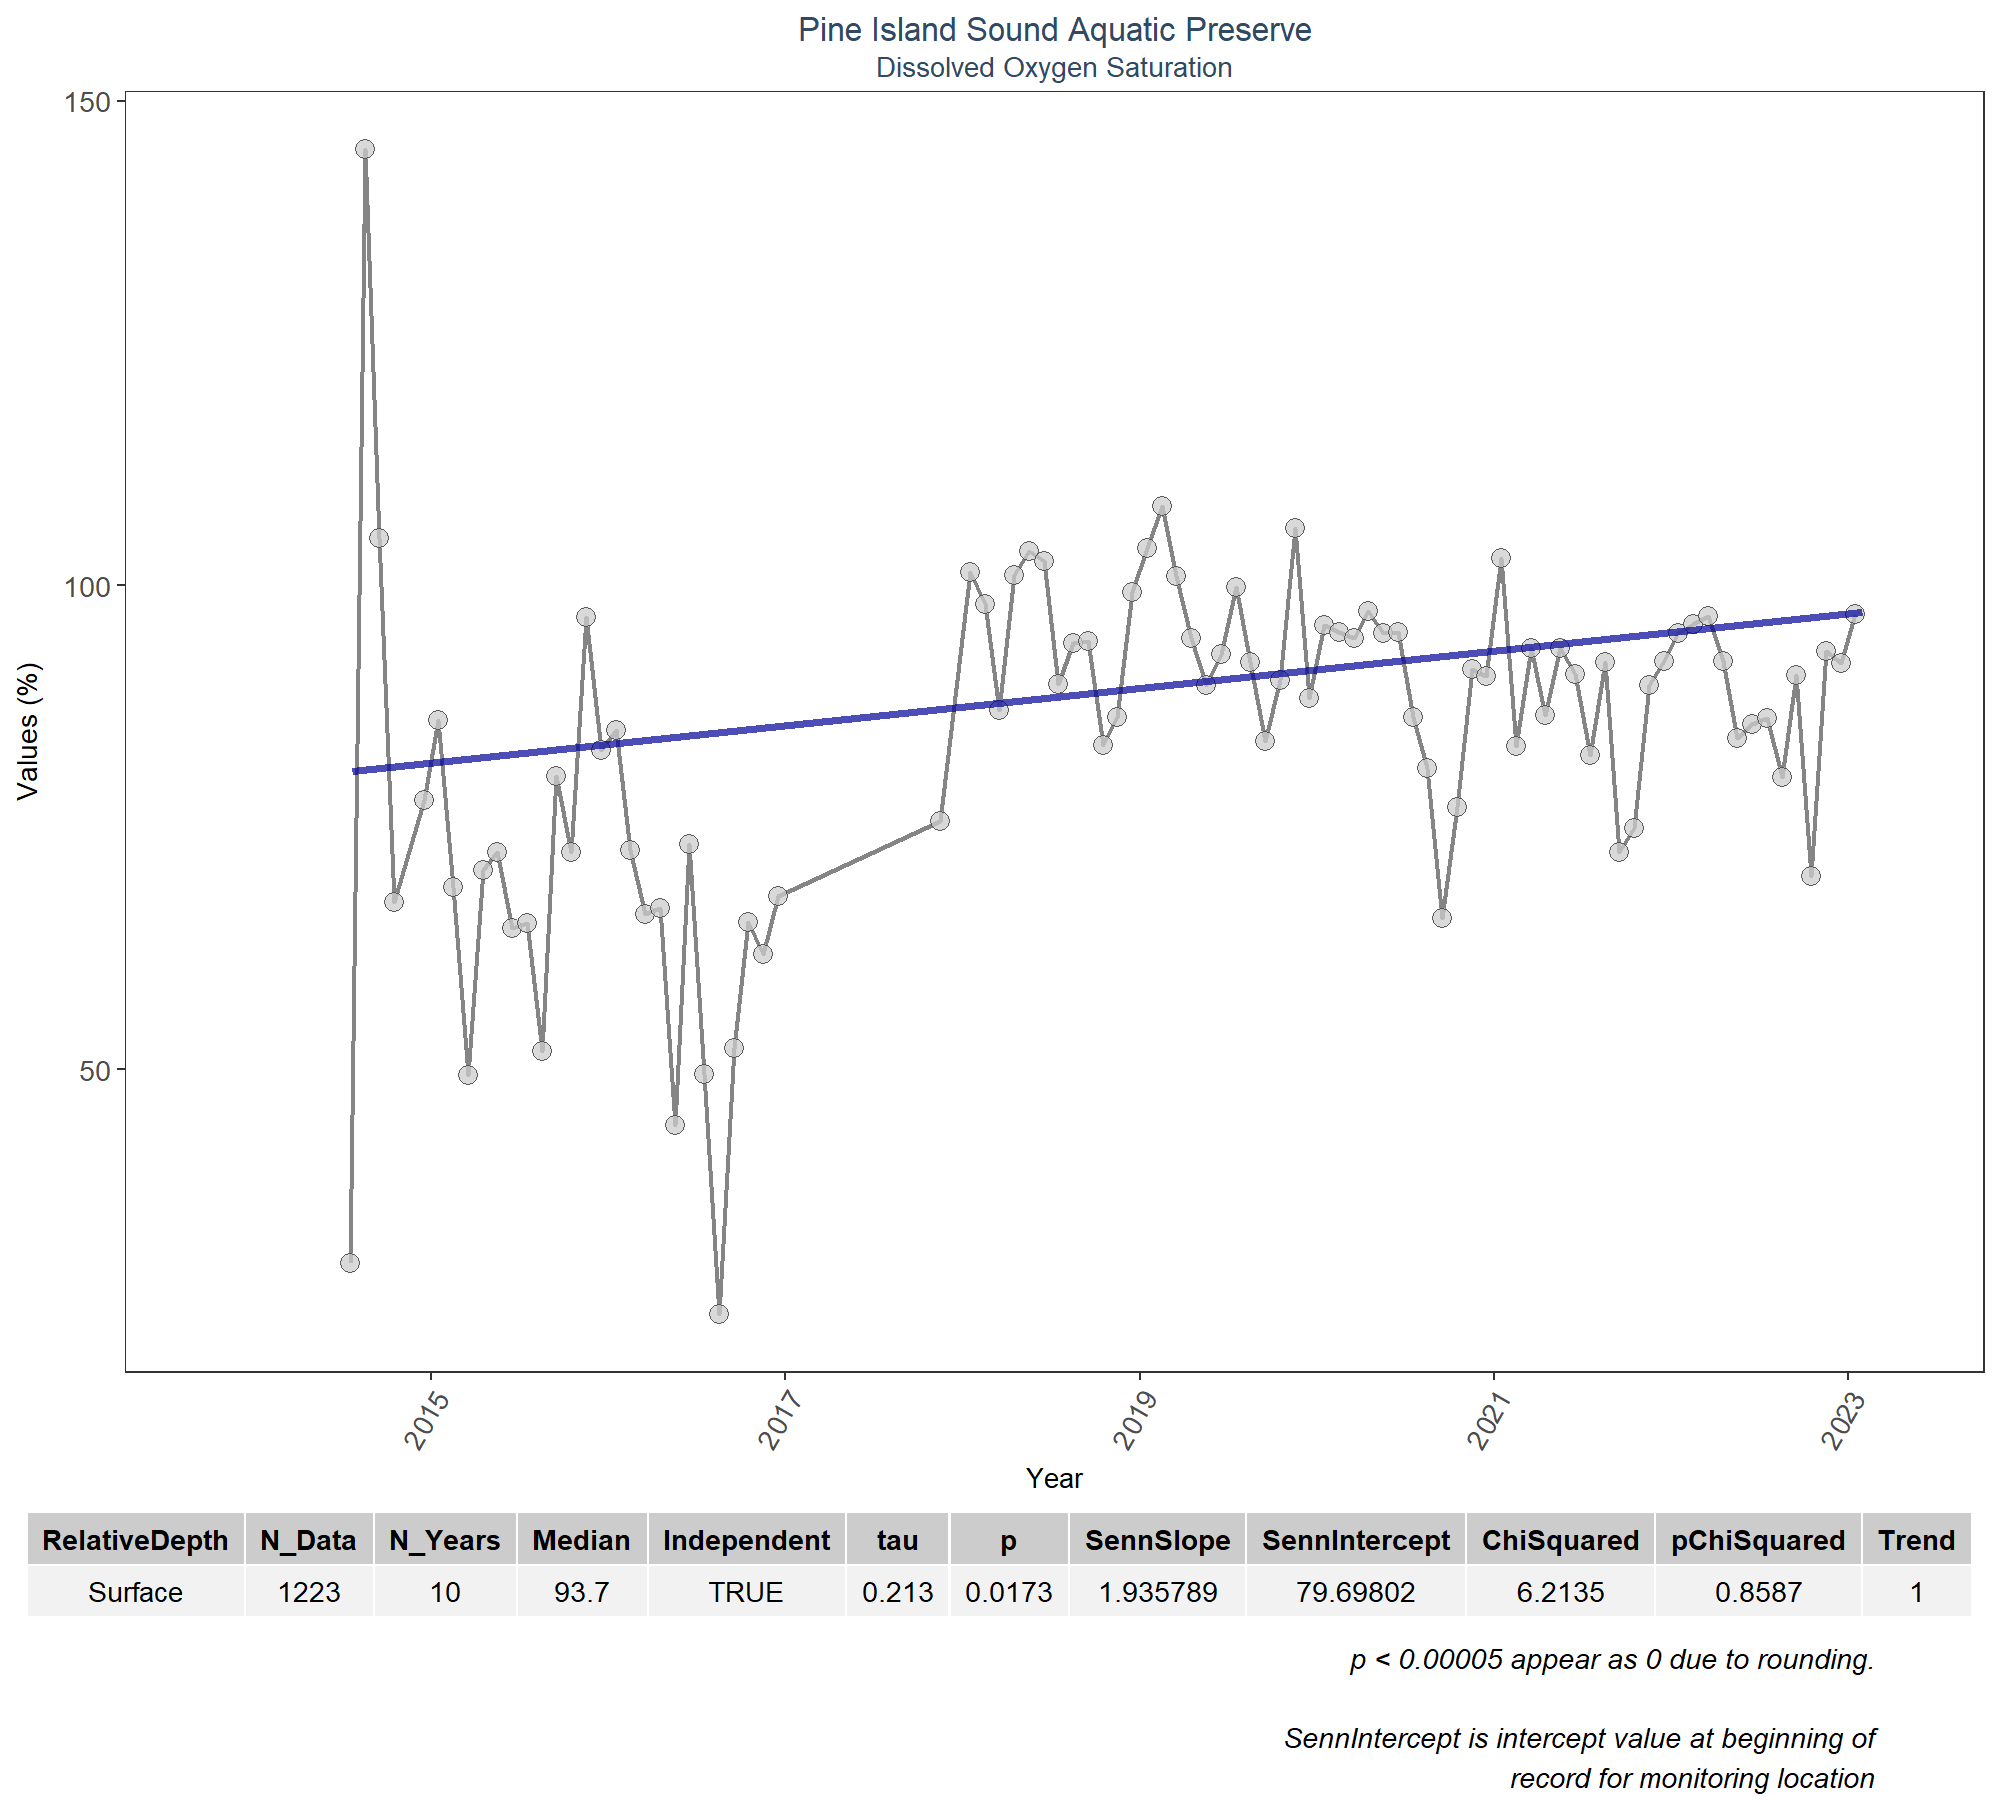 Pine Island Sound Aquatic Preserve
Dissolved Oxygen Saturation
150
100
50
Values (%)
2015 2017 2019 2021 2023
Year
RelativeDepth N_Data N_Years Median Independent tau p SennSlope SennIntercept ChiSquared pChiSquared Trend
Surface 1223 10 93.7 TRUE 0.213 0.0173 1.935789 79.69802 6.2135 0.8587 1
p < 0.00005 appear as 0 due to rounding.
SennIntercept is intercept value at beginning of
record for monitoring location